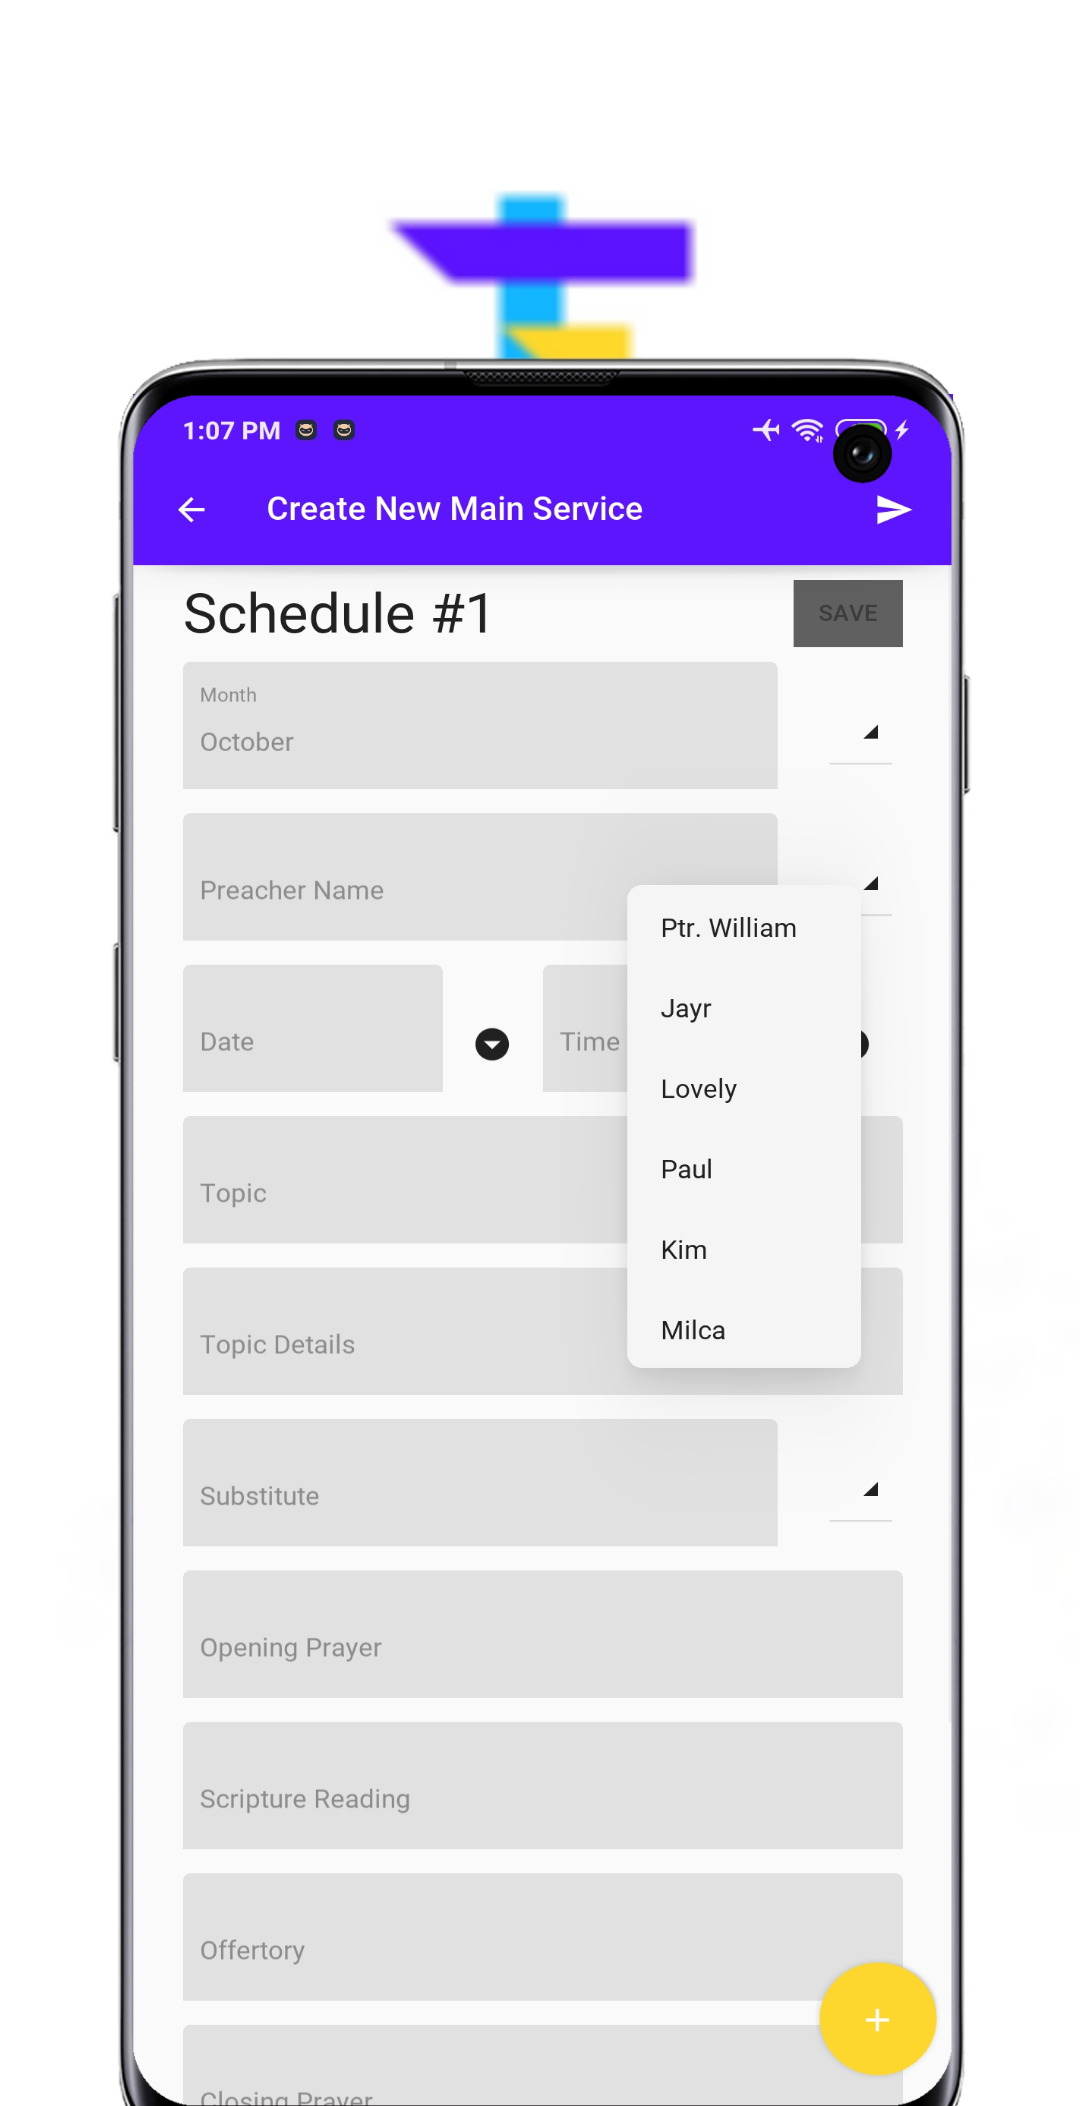 1:07 PM
Create New Main Service
Schedule #1
SAVE
Month
October
Preacher Name
Ptr. William
Jayr
Lovely
Paul
Kim
Milca
Date
Time
Topic
Topic Details
Substitute
Opening Prayer
Scripture Reading
Offertory
Closing Prayer